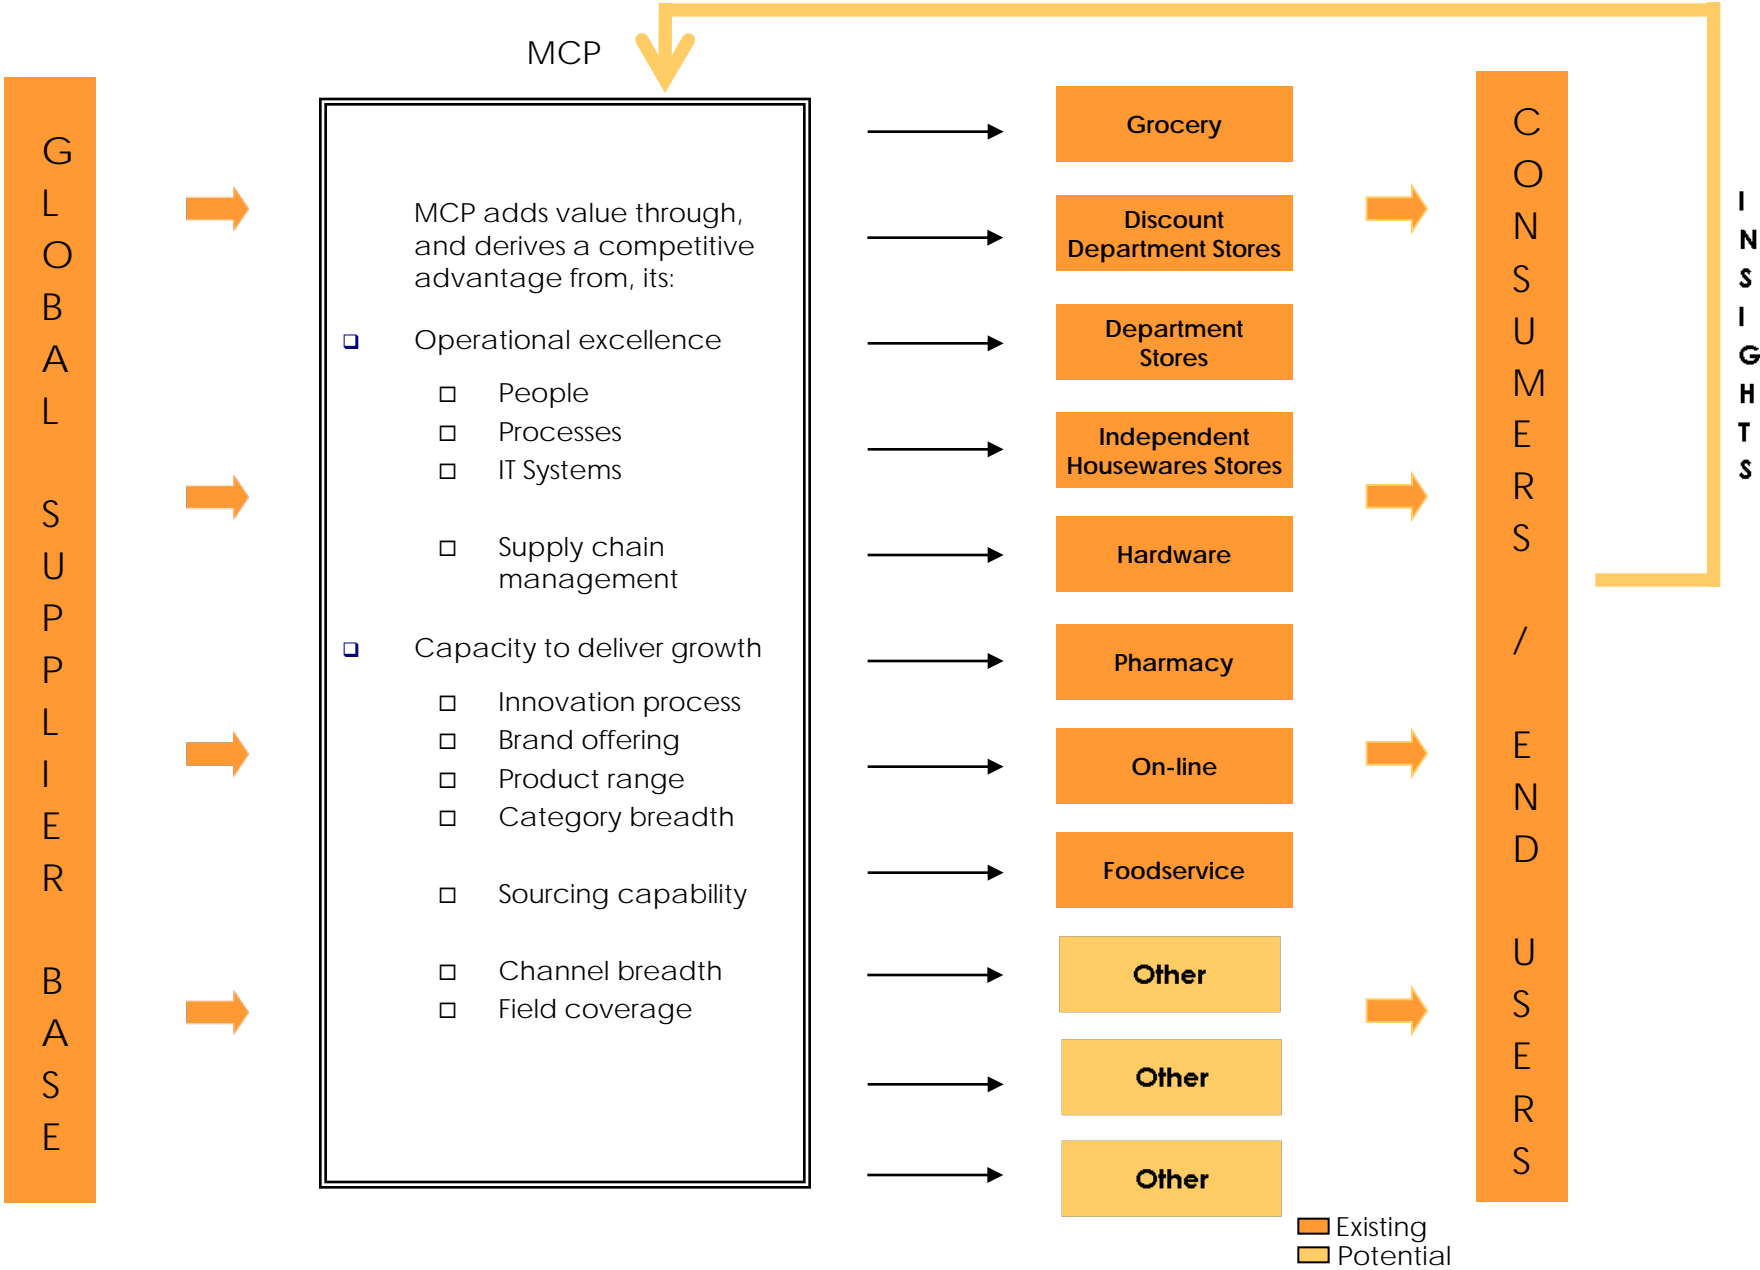 MCP
GLOBAL SUPPLIER BASE
MCP adds value through,
and derives a competitive
advantage from, its:
Operational excellence
People
Processes
IT Systems
Supply chain
management
Capacity to deliver growth
Innovation process
Brand offering
Product range
Category breadth
Sourcing capability
Channel breadth
Field coverage
Grocery
Discount
Department Stores
Department
Stores
Independent
Housewares Stores
Hardware
Pharmacy
On-line
Foodservice
Other
Other
Other
CONSUMERS / END USERS
INSIGHTS
Existing
Potential